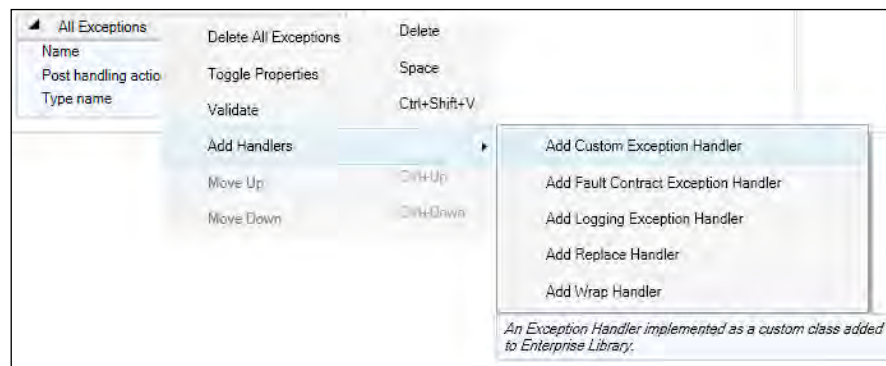 All Exceptions
Name
Post handling actio
Type name
Delete All Exceptions Delete
Toggle Properties Space
Validate Ctrl+Shift+V
Add Handlers
Move Up Ctrl+Up
Move Down Ctrl+Down
Add Custom Exception Handler
Add Fault Contract Exception Handler
Add Logging Exception Handler
Add Replace Handler
Add Wrap Handler
An Exception Handler implemented as a custom class added
to Enterprise Library.